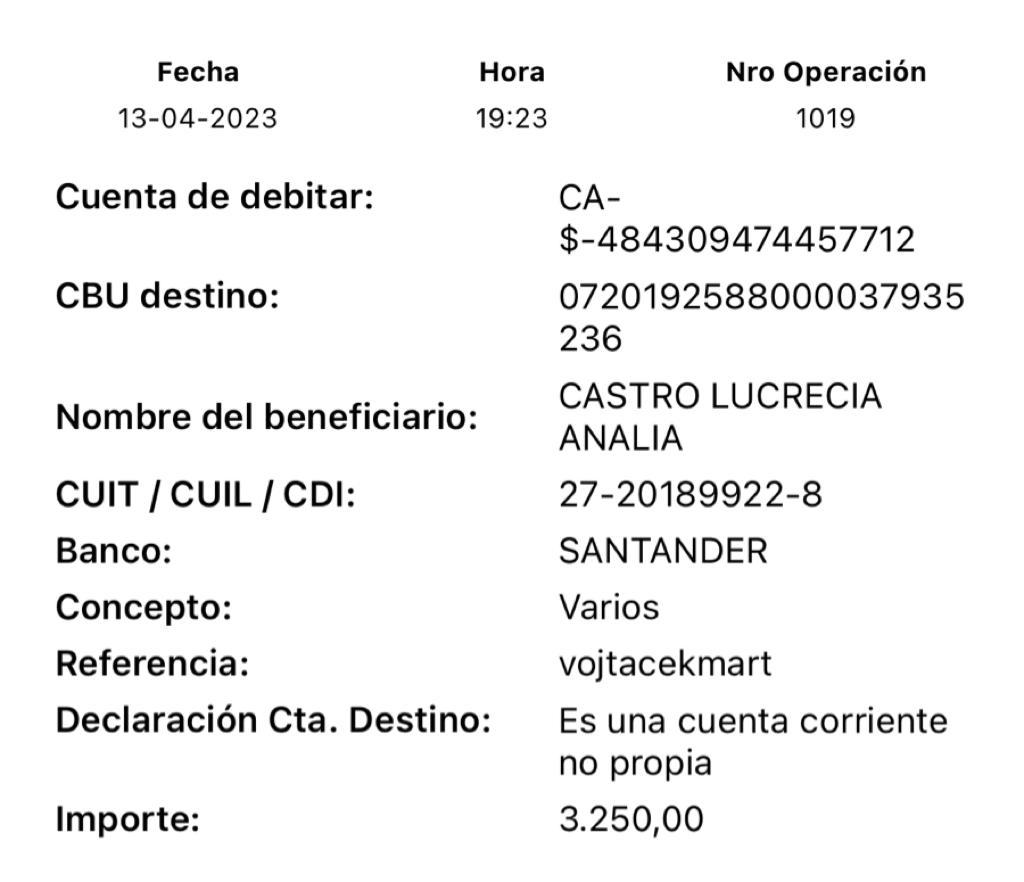 Fecha Hora Nro Operación
13-04-2023 19:23 1019
Cuenta de debitar: CA-
$-484309474457712
CBU destino: 0720192588000037935
236
Nombre del beneficiario: CASTRO LUCRECIA
ANALIA
CUIT / CUIL / CDI: 27-20189922-8
Banco: SANTANDER
Concepto: Varios
Referencia: vojtacekmart
Declaración Cta. Destino: Es una cuenta corriente
no propia
Importe: 3.250,00